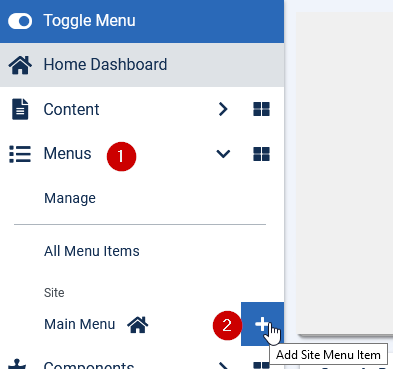 Toggle Menu
Home Dashboard
Content
Menus 1
Manage
All Menu Items
Site
Main Menu 2 +
Add Site Menu Item
Components